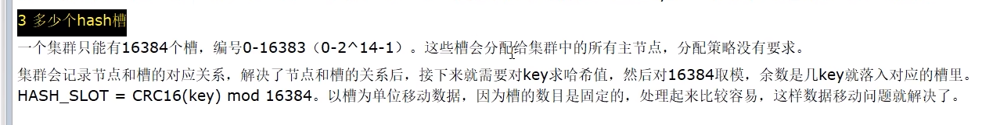 3 多少个hash槽
一个集群只能有16384个槽，编号0-16383（0-2^14-1）。这些槽会分配给集群中的所有主节点，分配策略没有要求。
集群会记录节点和槽的对应关系，解决了节点和槽的关系后，接下来就需要对key求哈希值，然后对16384取模，余数是几key就落入对应的槽里。
HASH_SLOT = CRC16(key) mod 16384。以槽为单位移动数据，因为槽的数目是固定的，处理起来比较容易，这样数据移动问题就解决了。